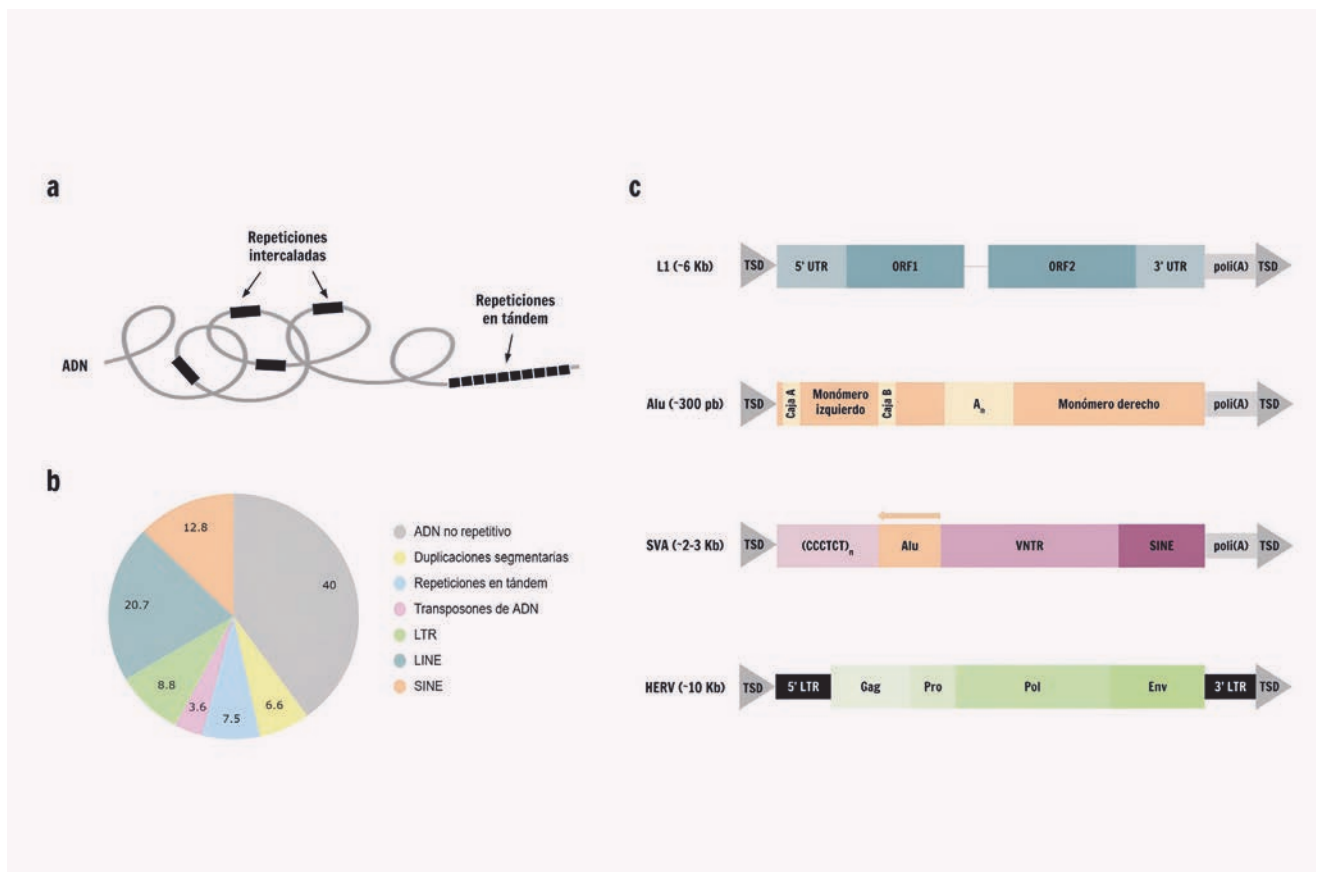 a
Repeticiones
intercaladas
Repeticiones
en tándem
ADN
b
12.8
40
20.7
8.8
3.6
7.5
6.6
ADN no repetitivo
Duplicaciones segmentarias
Repeticiones en tándem
Transposones de ADN
LTR
LINE
SINE
c
L1 (~6 Kb) TSD 5' UTR ORF1 ORF2 3' UTR poli(A) TSD
Alu (~300 pb) TSD Caja A Monómero izquierdo Caja B An Monómero derecho poli(A) TSD
SVA (~2-3 Kb) TSD (CCCTCT)n Alu VNTR SINE poli(A) TSD
HERV (~10 Kb) TSD 5' LTR Gag Pro Pol Env 3' LTR TSD